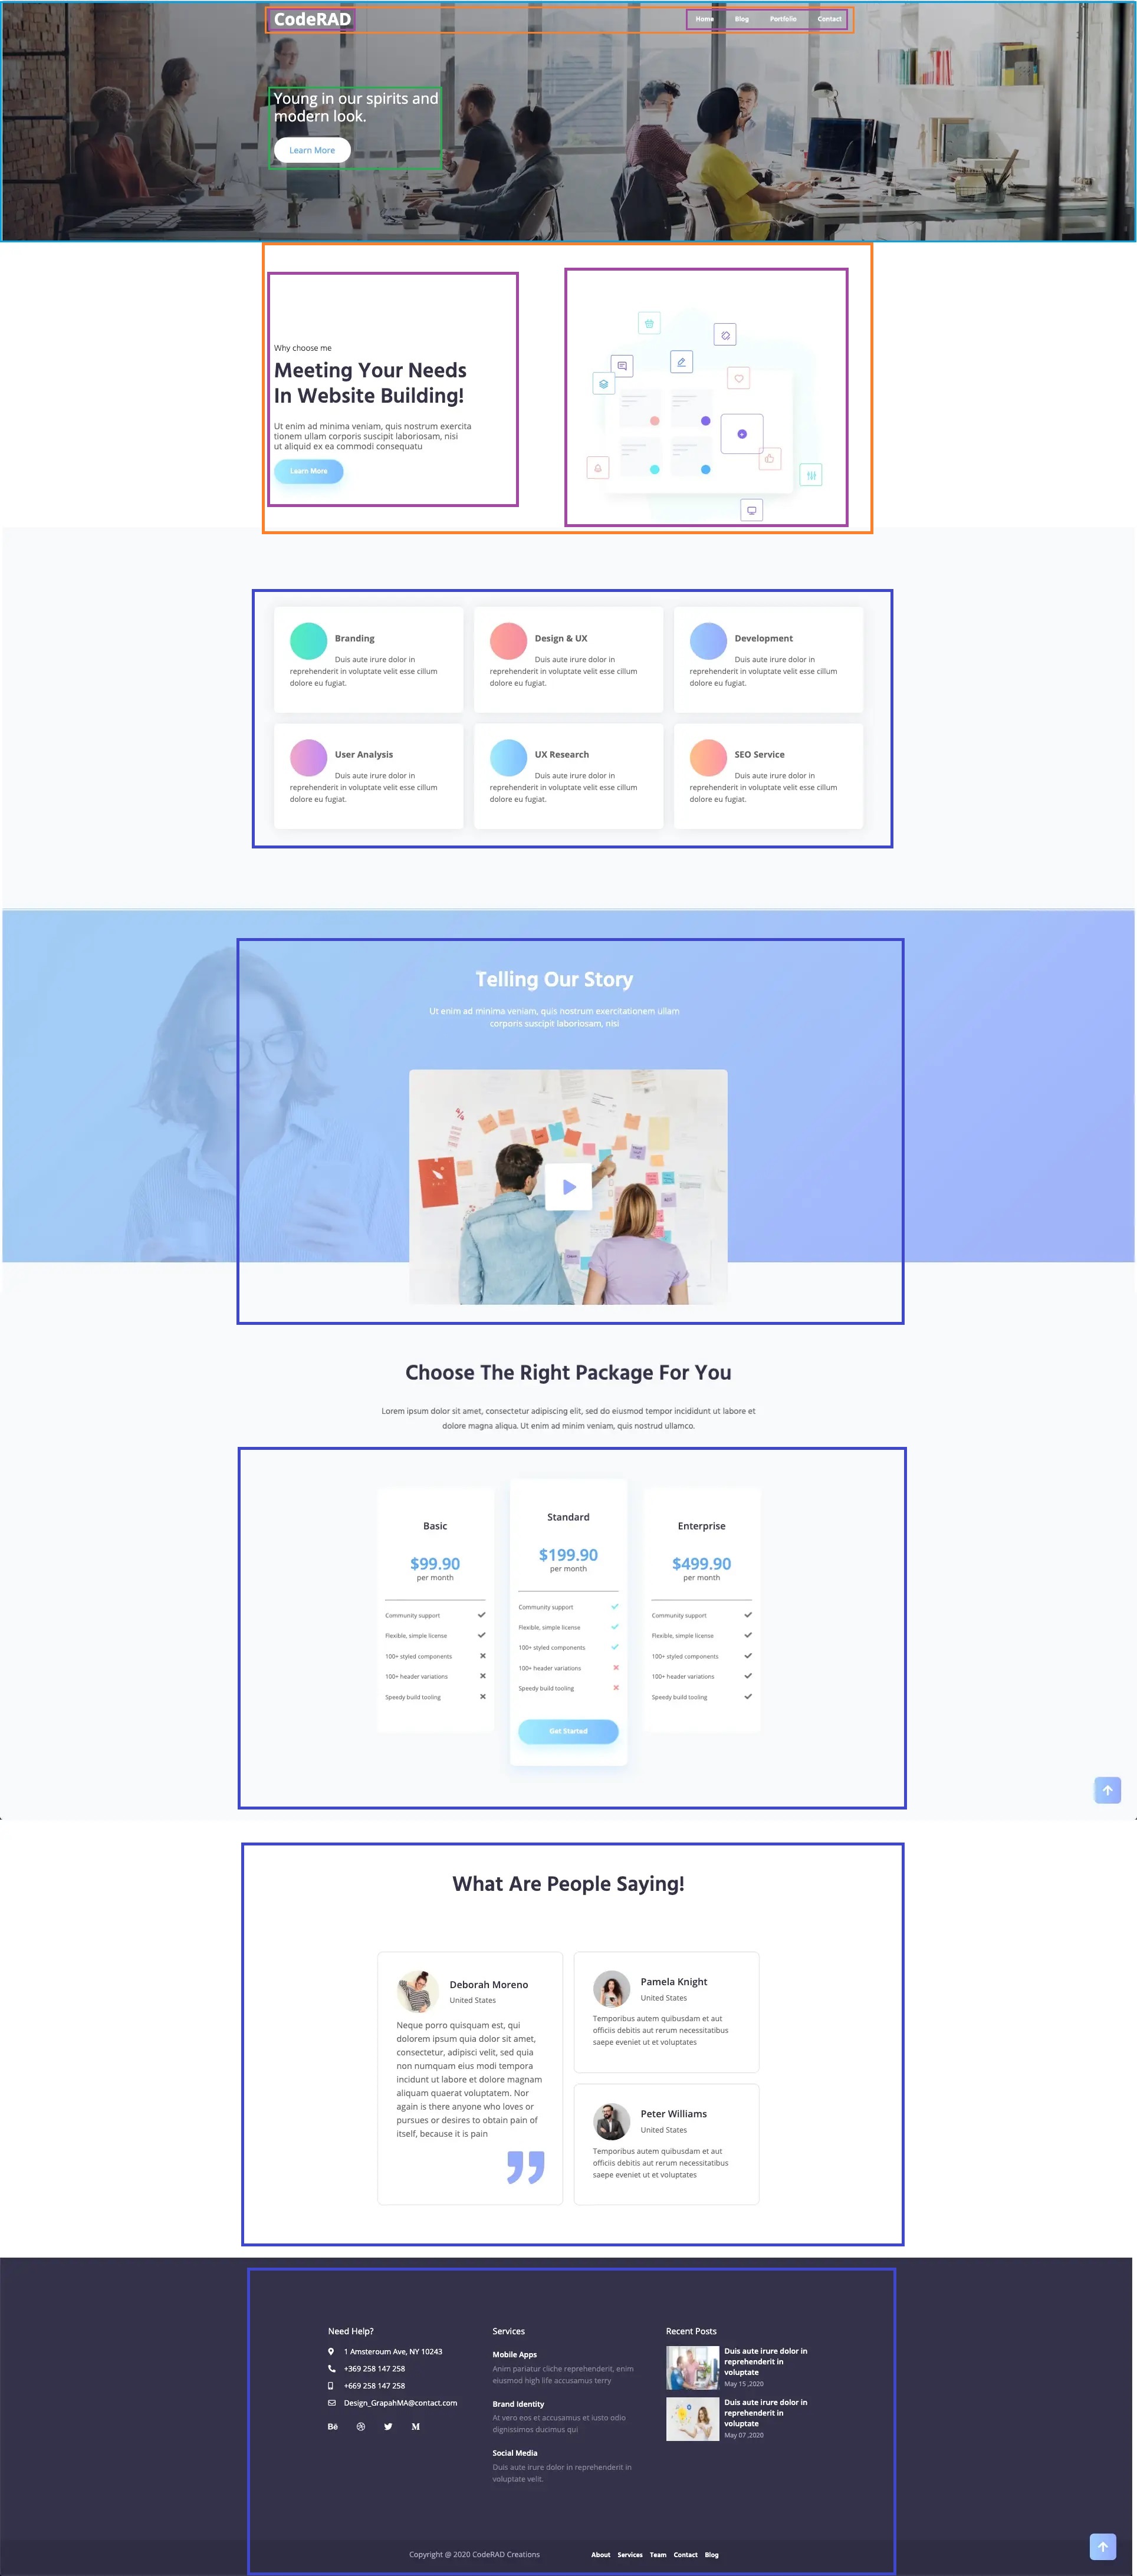 CodeRAD
Home Blog Portfolio Contact
Young in our spirits and
modern look.
Learn More
Why choose me
Meeting Your Needs
In Website Building!
Ut enim ad minima veniam, quis nostrum exercita
tionem ullam corporis suscipit laboriosam, nisi
ut aliquid ex ea commodi consequatu
Learn More
Branding
Duis aute irure dolor in
reprehenderit in voluptate velit esse cillum
dolore eu fugiat.
Design & UX
Duis aute irure dolor in
reprehenderit in voluptate velit esse cillum
dolore eu fugiat.
Development
Duis aute irure dolor in
reprehenderit in voluptate velit esse cillum
dolore eu fugiat.
User Analysis
Duis aute irure dolor in
reprehenderit in voluptate velit esse cillum
dolore eu fugiat.
UX Research
Duis aute irure dolor in
reprehenderit in voluptate velit esse cillum
dolore eu fugiat.
SEO Service
Duis aute irure dolor in
reprehenderit in voluptate velit esse cillum
dolore eu fugiat.
Telling Our Story
Ut enim ad minima veniam, quis nostrum exercitationem ullam
corporis suscipit laboriosam, nisi
Choose The Right Package For You
Lorem ipsum dolor sit amet, consectetur adipiscing elit, sed do eiusmod tempor incididunt ut labore et
dolore magna aliqua. Ut enim ad minim veniam, quis nostrud ullamco.
Basic
$99.90
per month
Community support
Flexible, simple license
100+ styled components
100+ header variations
Speedy build tooling
Standard
$199.90
per month
Community support
Flexible, simple license
100+ styled components
100+ header variations
Speedy build tooling
Get Started
Enterprise
$499.90
per month
Community support
Flexible, simple license
100+ styled components
100+ header variations
Speedy build tooling
What Are People Saying!
Deborah Moreno
United States
Neque porro quisquam est, qui
dolorem ipsum quia dolor sit amet,
consectetur, adipisci velit, sed quia
non numquam eius modi tempora
incidunt ut labore et dolore magnam
aliquam quaerat voluptatem. Nor
again is there anyone who loves or
pursues or desires to obtain pain of
itself, because it is pain
Pamela Knight
United States
Temporibus autem quibusdam et aut
officiis debitis aut rerum necessitatibus
saepe eveniet ut et voluptates
Peter Williams
United States
Temporibus autem quibusdam et aut
officiis debitis aut rerum necessitatibus
saepe eveniet ut et voluptates
Need Help?
1 Amsteroum Ave, NY 10243
+369 258 147 258
+669 258 147 258
Design_GrapahMA@contact.com
Services
Mobile Apps
Anim pariatur cliche reprehenderit, enim
eiusmod high life accusamus terry
Brand Identity
At vero eos et accusamus et iusto odio
dignissimos ducimus qui
Social Media
Duis aute irure dolor in reprehenderit in
voluptate velit.
Recent Posts
Duis aute irure dolor in
reprehenderit in
voluptate
May 15 ,2020
Duis aute irure dolor in
reprehenderit in
voluptate
May 07 ,2020
Copyright @ 2020 CodeRAD Creations
About Services Team Contact Blog